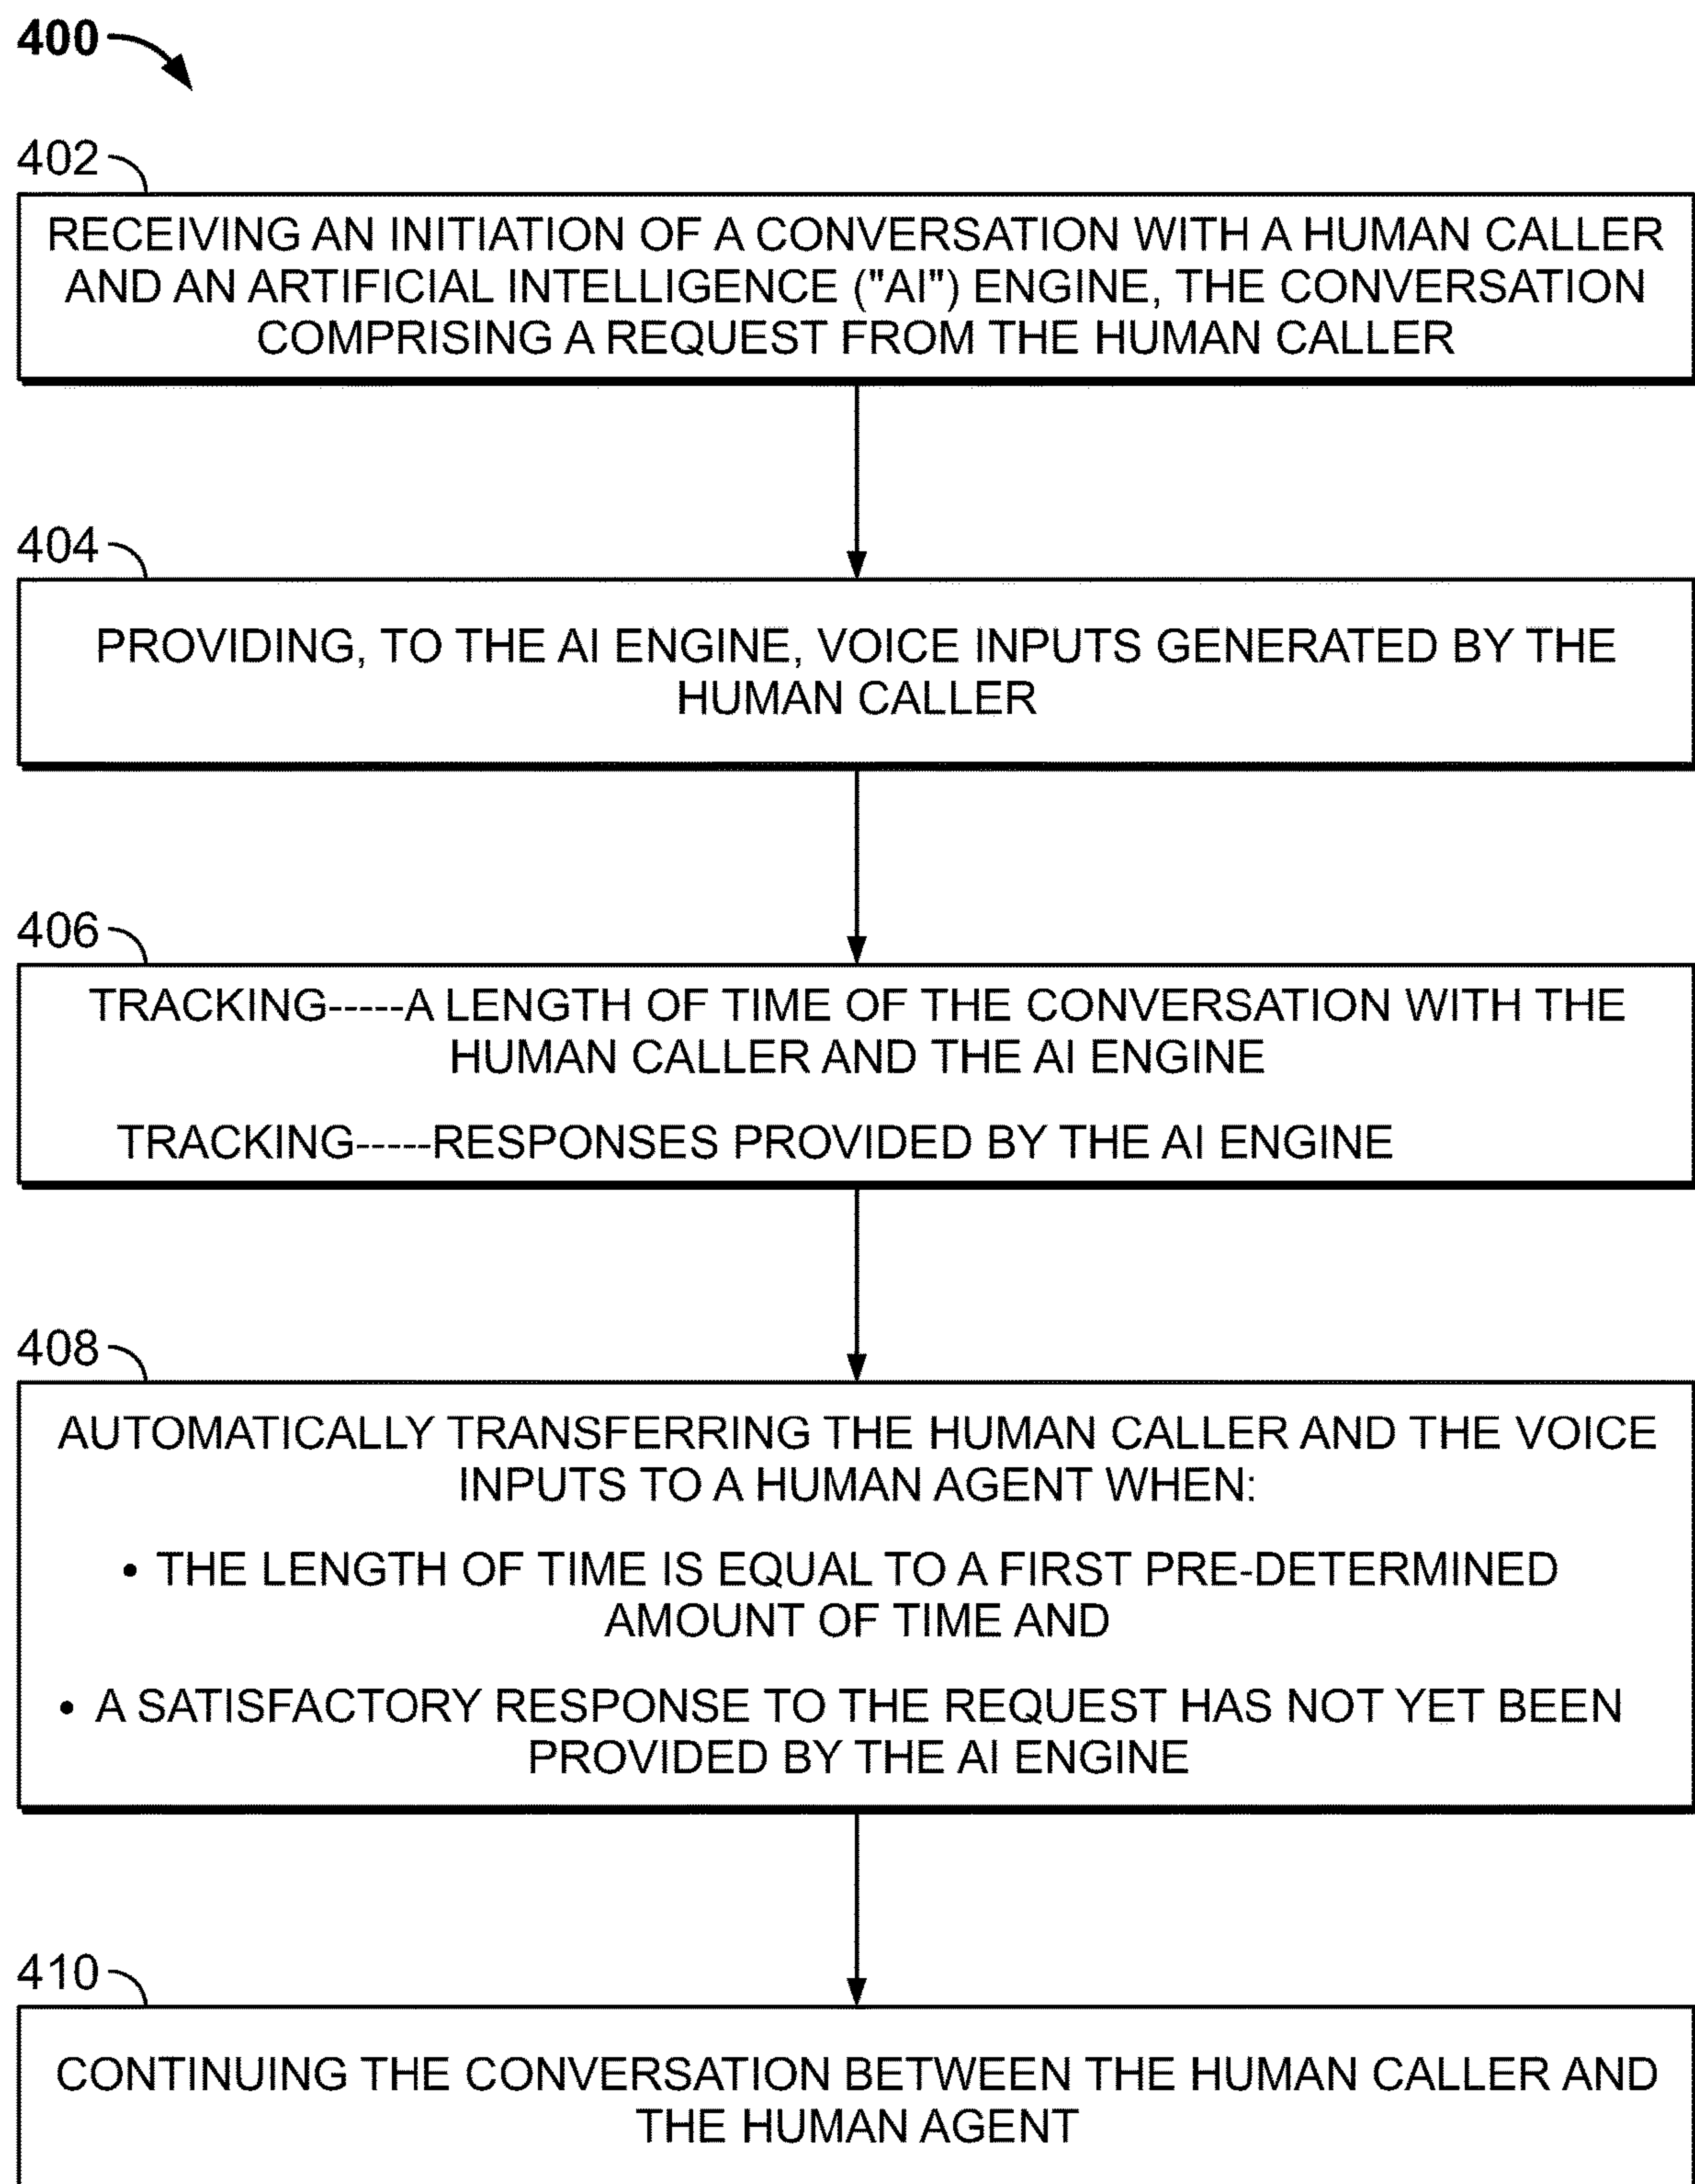 400
402
RECEIVING AN INITIATION OF A CONVERSATION WITH A HUMAN CALLER
AND AN ARTIFICIAL INTELLIGENCE ("AI") ENGINE, THE CONVERSATION
COMPRISING A REQUEST FROM THE HUMAN CALLER
404
PROVIDING, TO THE AI ENGINE, VOICE INPUTS GENERATED BY THE
HUMAN CALLER
406
TRACKING-----A LENGTH OF TIME OF THE CONVERSATION WITH THE
HUMAN CALLER AND THE AI ENGINE
TRACKING-----RESPONSES PROVIDED BY THE AI ENGINE
408
AUTOMATICALLY TRANSFERRING THE HUMAN CALLER AND THE VOICE
INPUTS TO A HUMAN AGENT WHEN:
• THE LENGTH OF TIME IS EQUAL TO A FIRST PRE-DETERMINED
AMOUNT OF TIME AND
• A SATISFACTORY RESPONSE TO THE REQUEST HAS NOT YET BEEN
PROVIDED BY THE AI ENGINE
410
CONTINUING THE CONVERSATION BETWEEN THE HUMAN CALLER AND
THE HUMAN AGENT